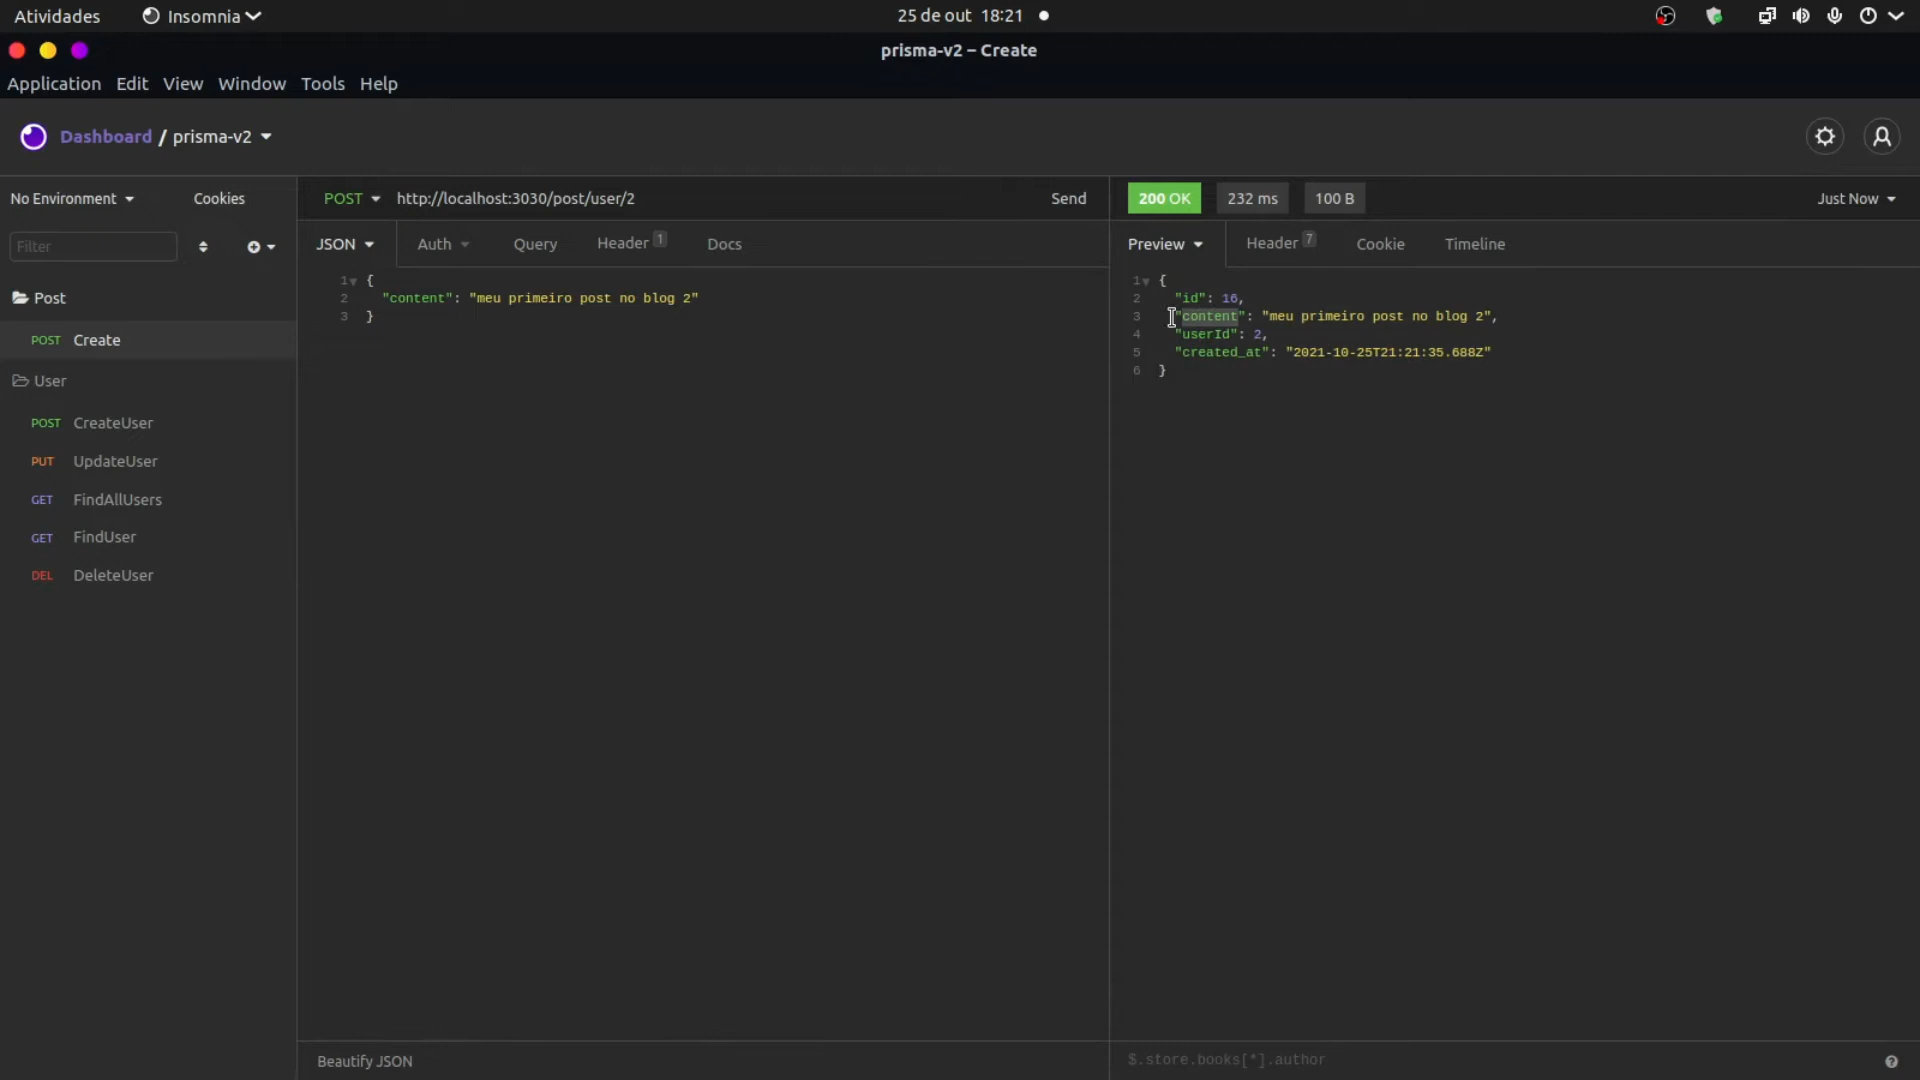 Atividades Insomnia 25 de out 18:21
prisma-v2 – Create
Application Edit View Window Tools Help
Dashboard / prisma-v2
No Environment Cookies
Filter
Post
POST Create
User
POST CreateUser
PUT UpdateUser
GET FindAllUsers
GET FindUser
DEL DeleteUser
POST http://localhost:3030/post/user/2 Send
JSON Auth Query Header 1 Docs
1 {
2 "content": "meu primeiro post no blog 2"
3 }
Beautify JSON
200 OK 232 ms 100 B Just Now
Preview Header 7 Cookie Timeline
1 {
2 "id": 16,
3 "content": "meu primeiro post no blog 2",
4 "userId": 2,
5 "created_at": "2021-10-25T21:21:35.688Z"
6 }
$.store.books[*].author